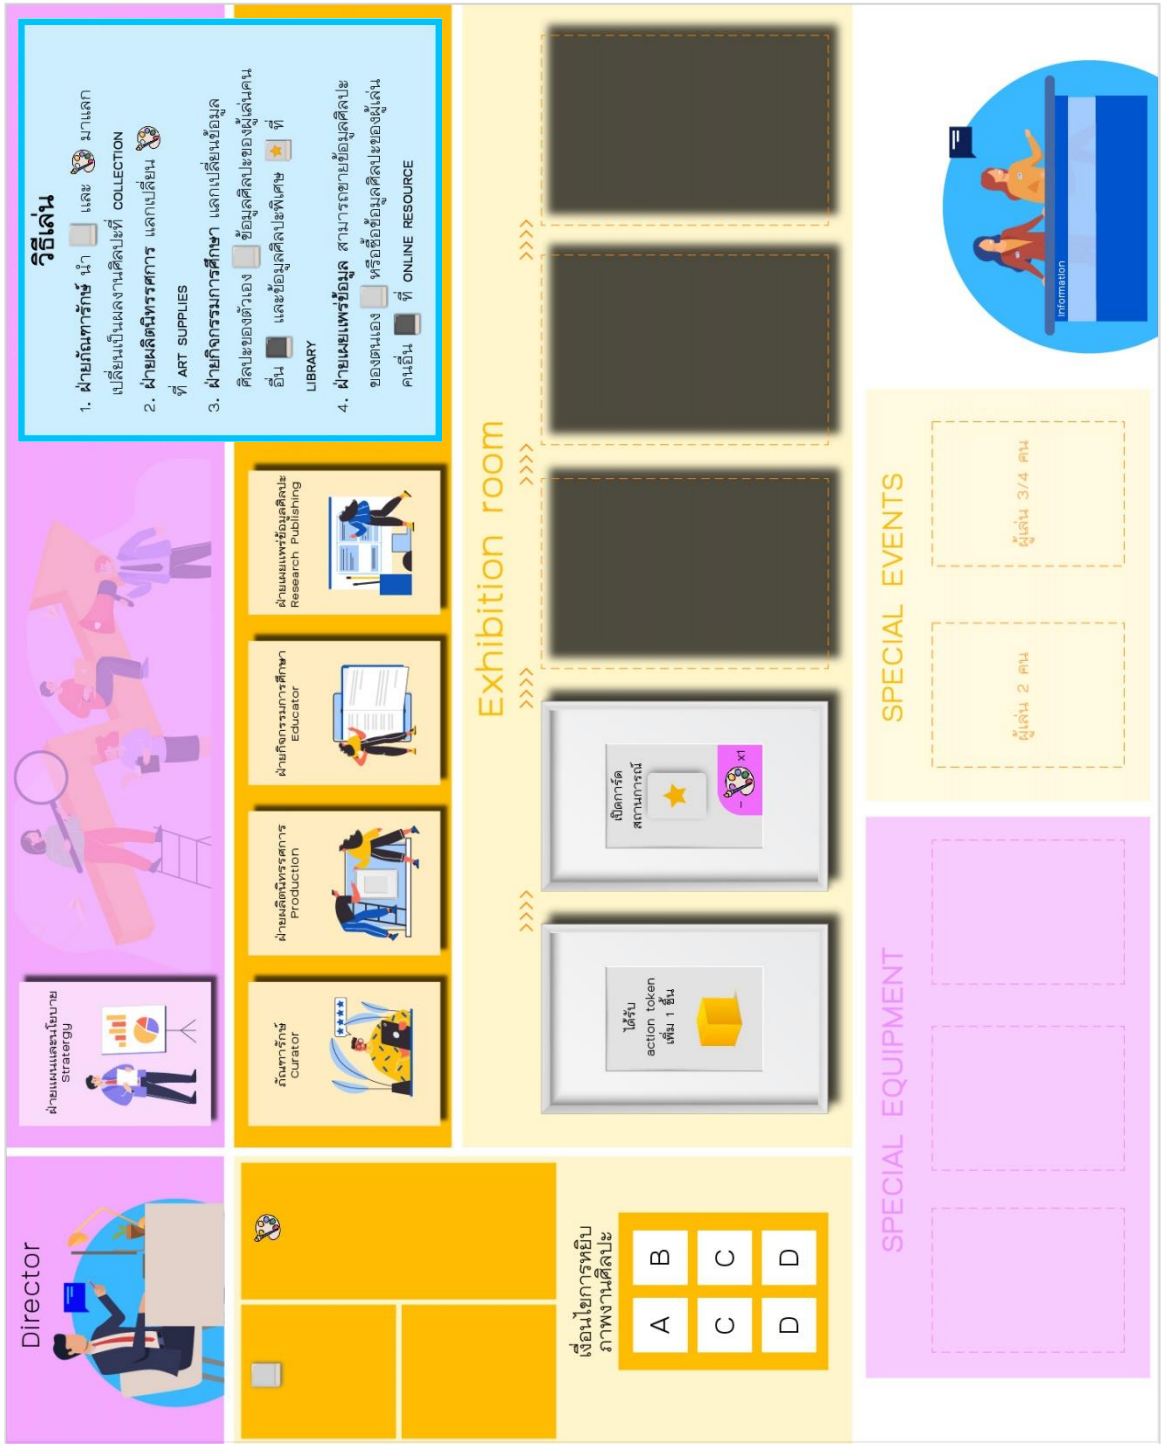 Director
ฝ่ายแผนและนโยบาย
Stratergy
วิธีเล่น
1. ฝ่ายภัณฑารักษ์ นำ และ มาแลก
เปลี่ยนเป็นผลงานศิลปะที่ COLLECTION
2. ฝ่ายผลิตนิทรรศการ แลกเปลี่ยน
ที่ ART SUPPLIES
3. ฝ่ายกิจกรรมการศึกษา แลกเปลี่ยนข้อมูล
ศิลปะของตัวเอง ข้อมูลศิลปะของผู้เล่นคน
อื่น และข้อมูลศิลปะพิเศษ ที่
LIBRARY
4. ฝ่ายเผยแพร่ข้อมูล สามารถขายข้อมูลศิลปะ
ของตนเอง หรือซื้อข้อมูลศิลปะของผู้เล่น
คนอื่น ที่ ONLINE RESOURCE
ภัณฑารักษ์
Curator
ฝ่ายผลิตนิทรรศการ
Production
ฝ่ายกิจกรรมการศึกษา
Educator
ฝ่ายเผยแพร่ข้อมูลศิลปะ
Research Publishing
Exhibition room
>>>>
>>>>
>>>>
>>>>
ได้รับ
action token
เพิ่ม 1 ชิ้น
เปิดการ์ด
สถานการณ์
- x1
เงื่อนไขการหยิบ
ภาพงานศิลปะ
A B
C C
D D
SPECIAL EQUIPMENT
SPECIAL EVENTS
ผู้เล่น 2 คน
ผู้เล่น 3/4 คน
Information